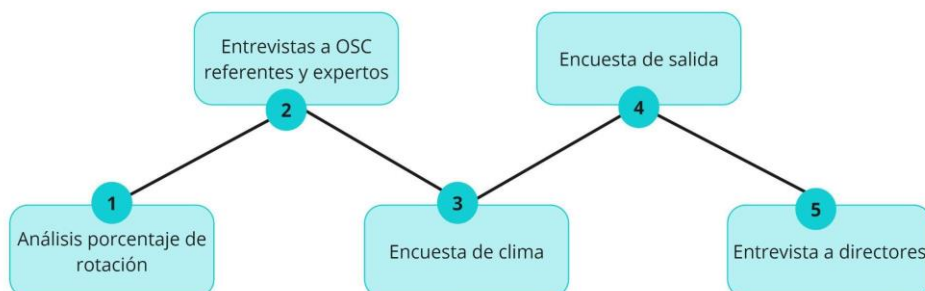 1
Análisis porcentaje de
rotación
2
Entrevistas a OSC
referentes y expertos
3
Encuesta de clima
4
Encuesta de salida
5
Entrevista a directores